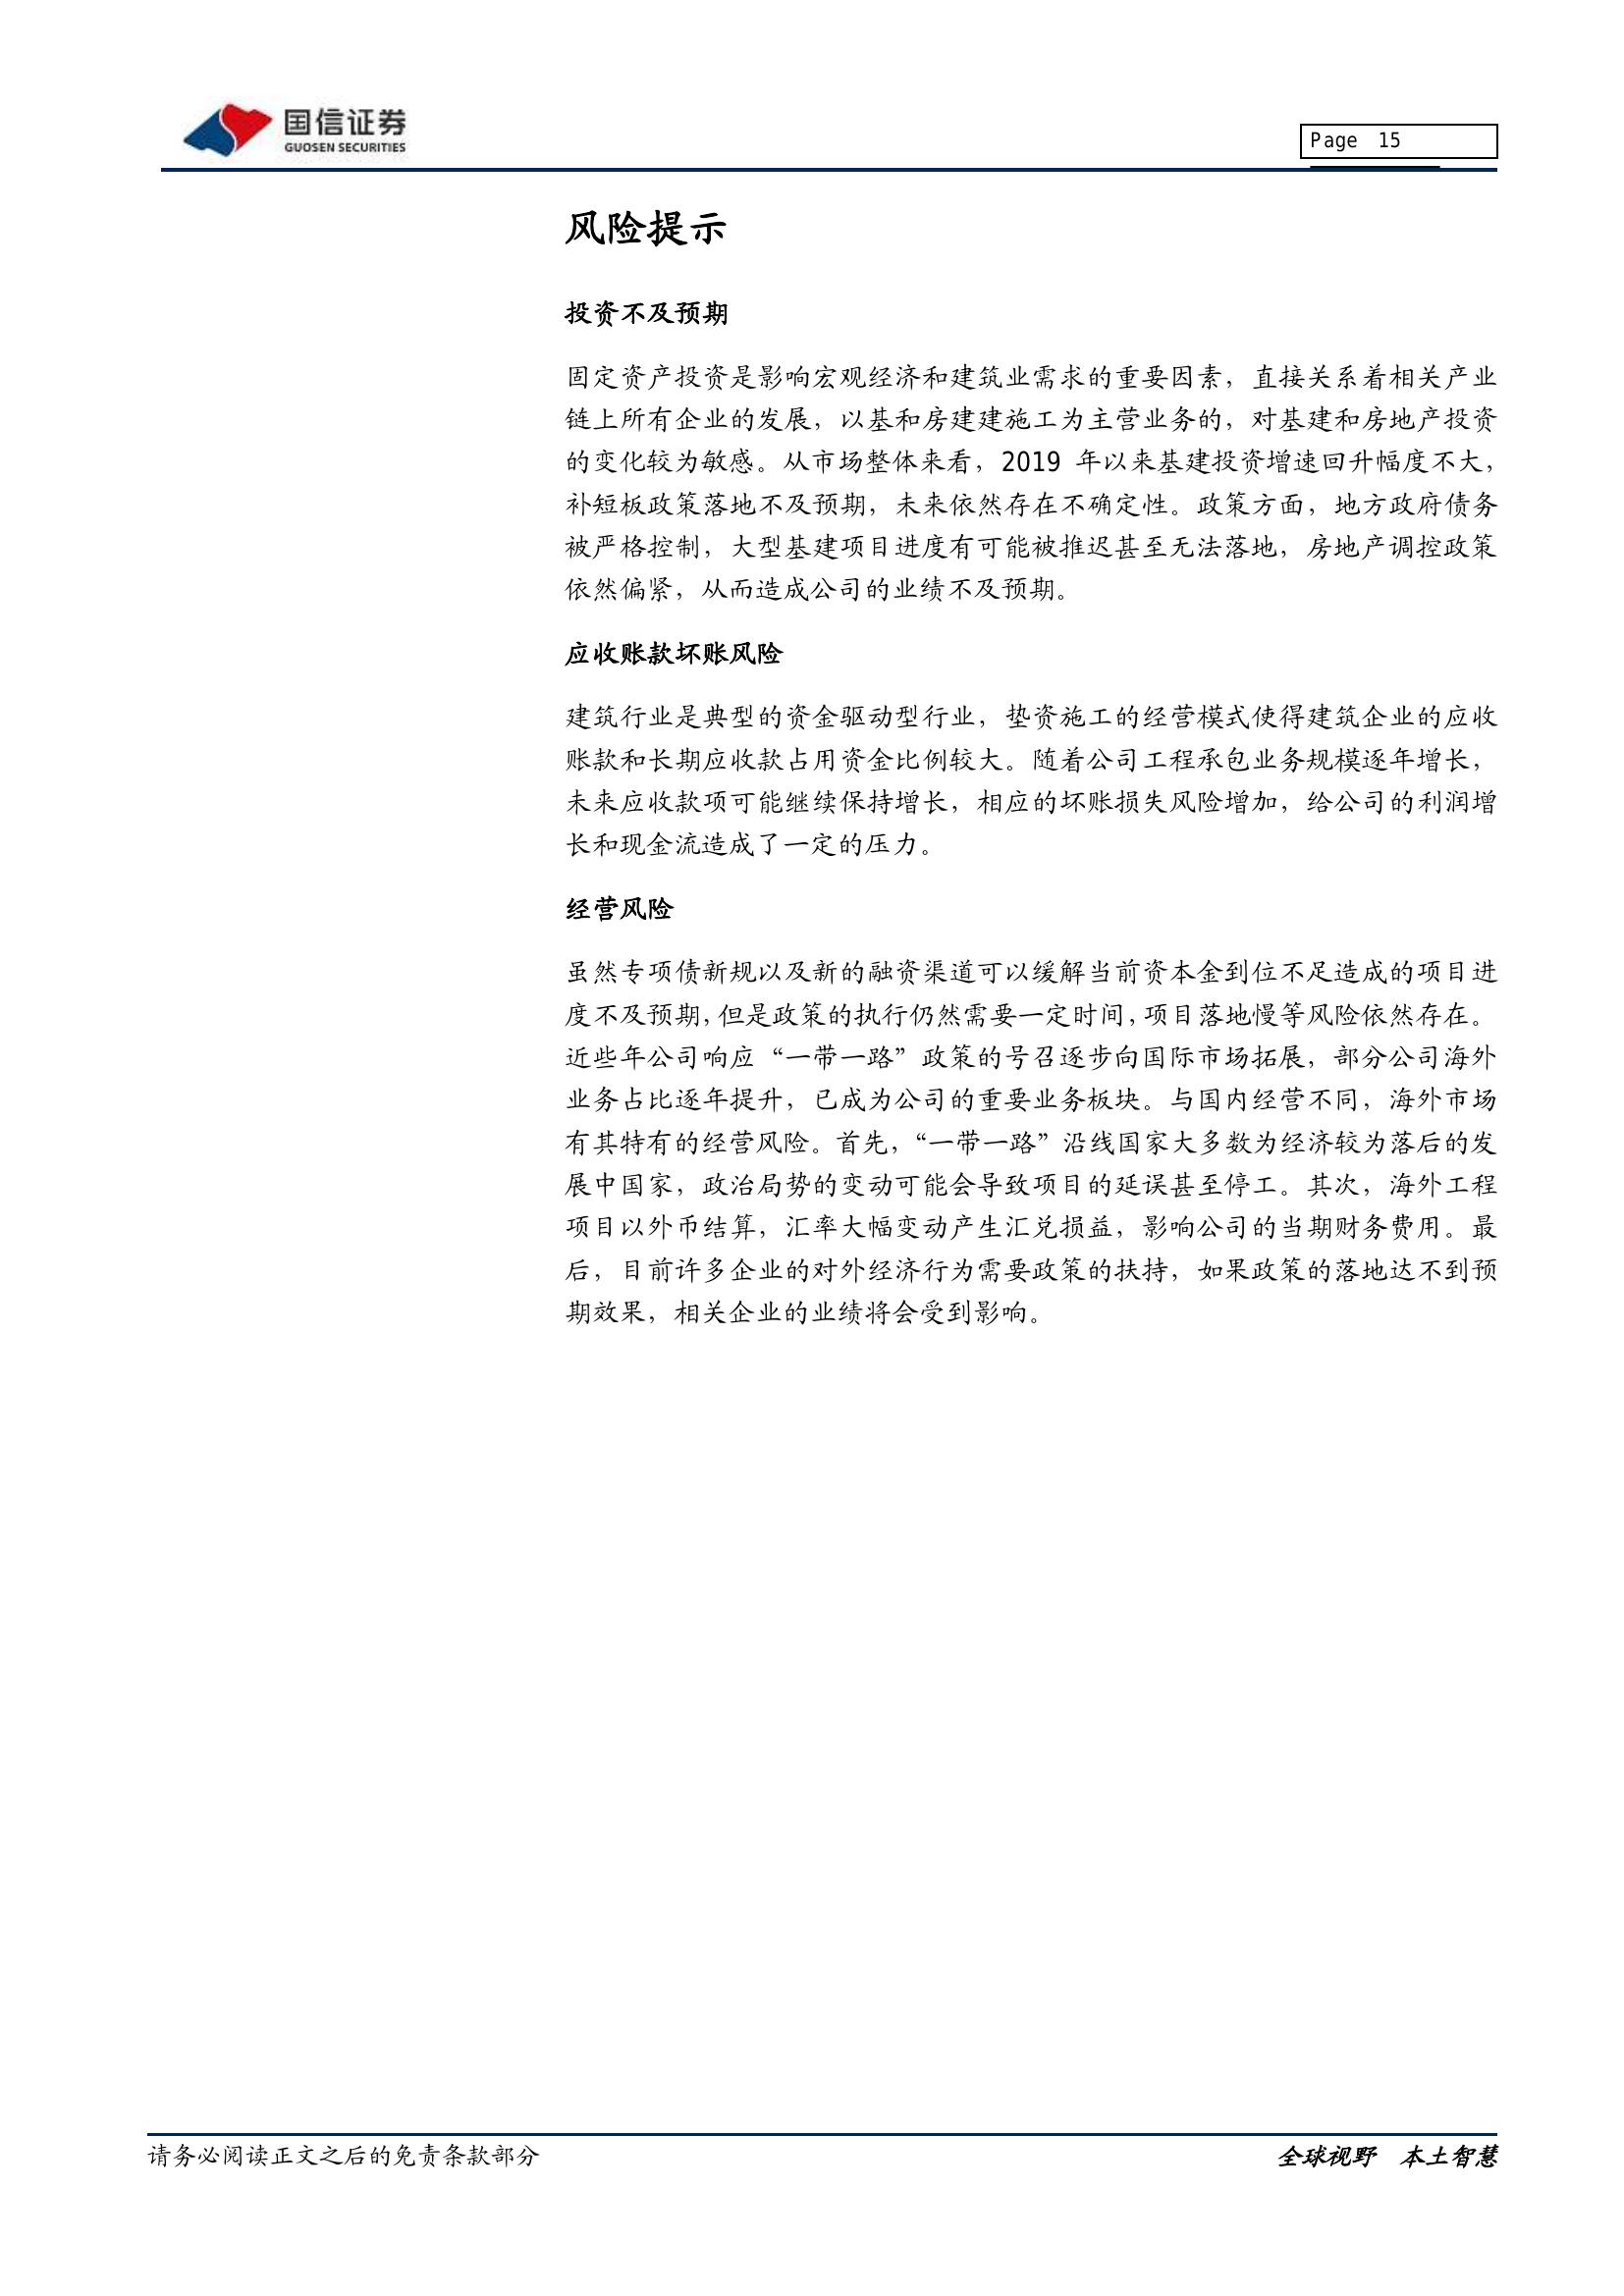 国信证券
GUOSEN SECURITIES
Page 15
风险提示
投资不及预期
固定资产投资是影响宏观经济和建筑业需求的重要因素，直接关系着相关产业
链上所有企业的发展，以基和房建建施工为主营业务的，对基建和房地产投资
的变化较为敏感。从市场整体来看，2019 年以来基建投资增速回升幅度不大，
补短板政策落地不及预期，未来依然存在不确定性。政策方面，地方政府债务
被严格控制，大型基建项目进度有可能被推迟甚至无法落地，房地产调控政策
依然偏紧，从而造成公司的业绩不及预期。
应收账款坏账风险
建筑行业是典型的资金驱动型行业，垫资施工的经营模式使得建筑企业的应收
账款和长期应收款占用资金比例较大。随着公司工程承包业务规模逐年增长，
未来应收款项可能继续保持增长，相应的坏账损失风险增加，给公司的利润增
长和现金流造成了一定的压力。
经营风险
虽然专项债新规以及新的融资渠道可以缓解当前资本金到位不足造成的项目进
度不及预期，但是政策的执行仍然需要一定时间，项目落地慢等风险依然存在。
近些年公司响应“一带一路”政策的号召逐步向国际市场拓展，部分公司海外
业务占比逐年提升，已成为公司的重要业务板块。与国内经营不同，海外市场
有其特有的经营风险。首先，“一带一路”沿线国家大多数为经济较为落后的发
展中国家，政治局势的变动可能会导致项目的延误甚至停工。其次，海外工程
项目以外币结算，汇率大幅变动产生汇兑损益，影响公司的当期财务费用。最
后，目前许多企业的对外经济行为需要政策的扶持，如果政策的落地达不到预
期效果，相关企业的业绩将会受到影响。
请务必阅读正文之后的免责条款部分
全球视野 本土智慧